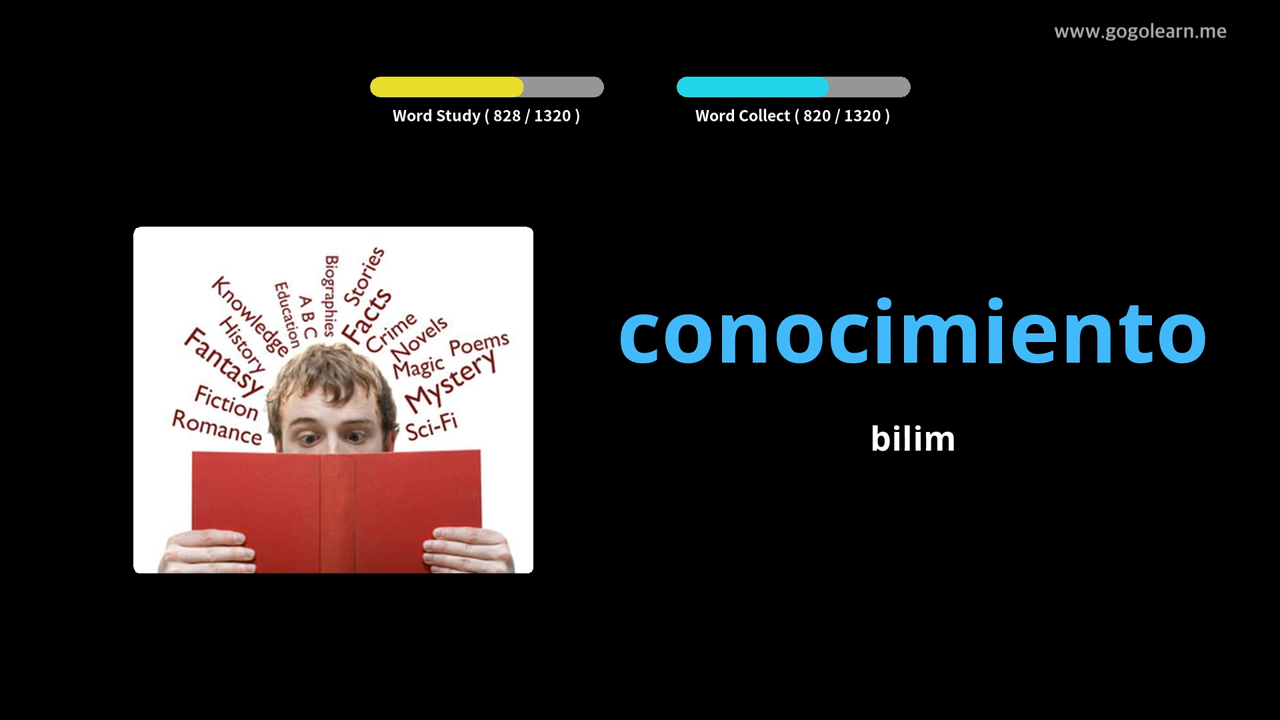 www.gogolearn.me
Word Study ( 828 / 1320 )
Word Collect ( 820 / 1320 )
Romance
Fiction
Fantasy
History
Knowledge
Education
A B C
Biographies
Stories
Facts
Crime
Novels
Magic
Poems
Mystery
Sci-Fi
conocimiento
bilim